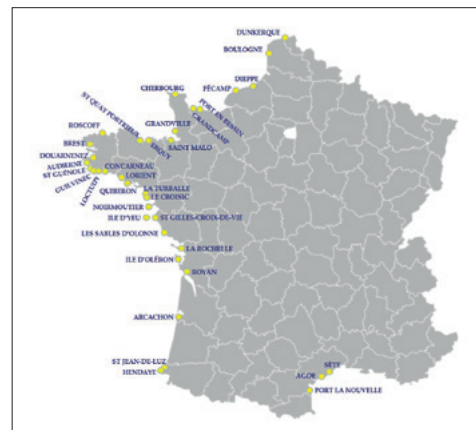 DUNKERQUE
BOULOGNE
DIEPPE
FÉCAMP
CHERBOURG
PORT EN BESSIN
GRANDCAMP
GRANVILLE
ST QUAY PORTRIEUX
ERQUY
SAINT MALO
ROSCOFF
BREST
DOUARNENEZ
AUDIERNE
ST GUÉNOLÉ
GUILVINEC
LOCTUDY
CONCARNEAU
LORIENT
QUIBERON
LA TURBALLE
LE CROISIC
NOIRMOUTIER
ILE D'YEU
ST GILLES-CROIX-DE-VIE
LES SABLES D'OLONNE
LA ROCHELLE
ILE D'OLÉRON
ROYAN
ARCACHON
ST JEAN-DE-LUZ
HENDAYE
SÈTE
AGDE
PORT LA NOUVELLE